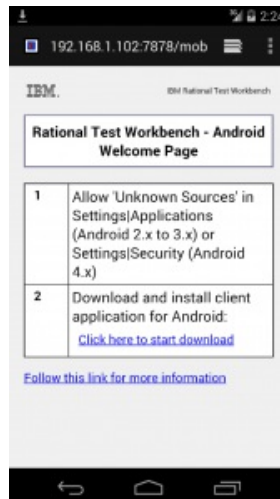 2:24
192.168.1.102:7878/mob
IBM.
IBM Rational Test Workbench
Rational Test Workbench - Android
Welcome Page
1
Allow 'Unknown Sources' in
Settings|Applications
(Android 2.x to 3.x) or
Settings|Security (Android
4.x)
2
Download and install client
application for Android:
Click here to start download
Follow this link for more information